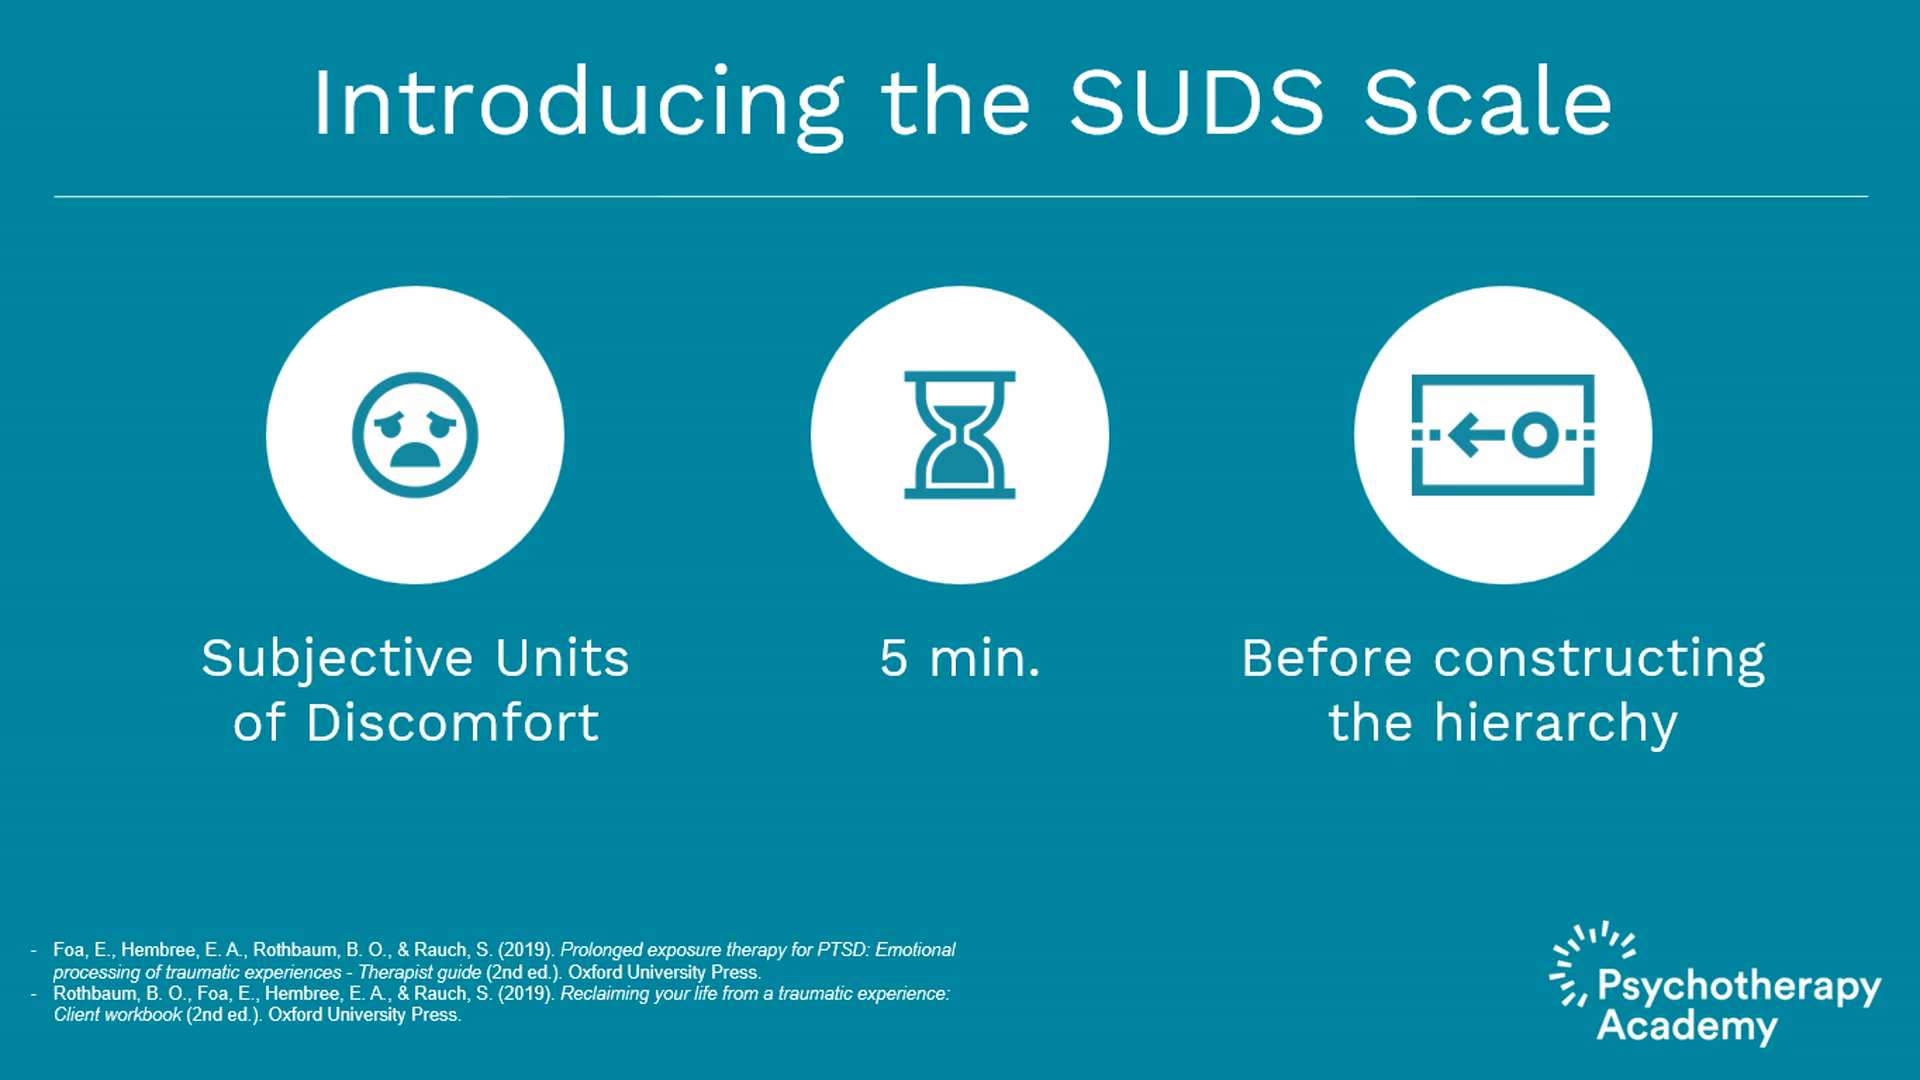 Introducing the SUDS Scale
Subjective Units
of Discomfort
5 min.
Before constructing
the hierarchy
- Foa, E., Hembree, E. A., Rothbaum, B. O., & Rauch, S. (2019). Prolonged exposure therapy for PTSD: Emotional
processing of traumatic experiences - Therapist guide (2nd ed.). Oxford University Press.
- Rothbaum, B. O., Foa, E., Hembree, E. A., & Rauch, S. (2019). Reclaiming your life from a traumatic experience:
Client workbook (2nd ed.). Oxford University Press.
Psychotherapy
Academy